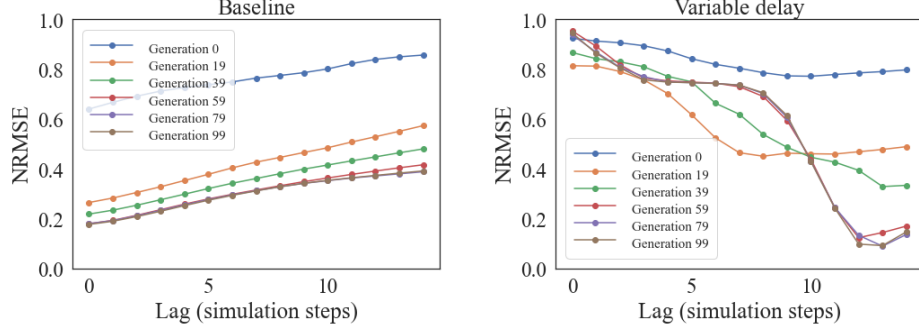 Baseline
NRMSE
1.0
0.8
0.6
0.4
0.2
0.0
Generation 0
Generation 19
Generation 39
Generation 59
Generation 79
Generation 99
0 5 10
Lag (simulation steps)
Variable delay
NRMSE
1.0
0.8
0.6
0.4
0.2
0.0
Generation 0
Generation 19
Generation 39
Generation 59
Generation 79
Generation 99
0 5 10
Lag (simulation steps)